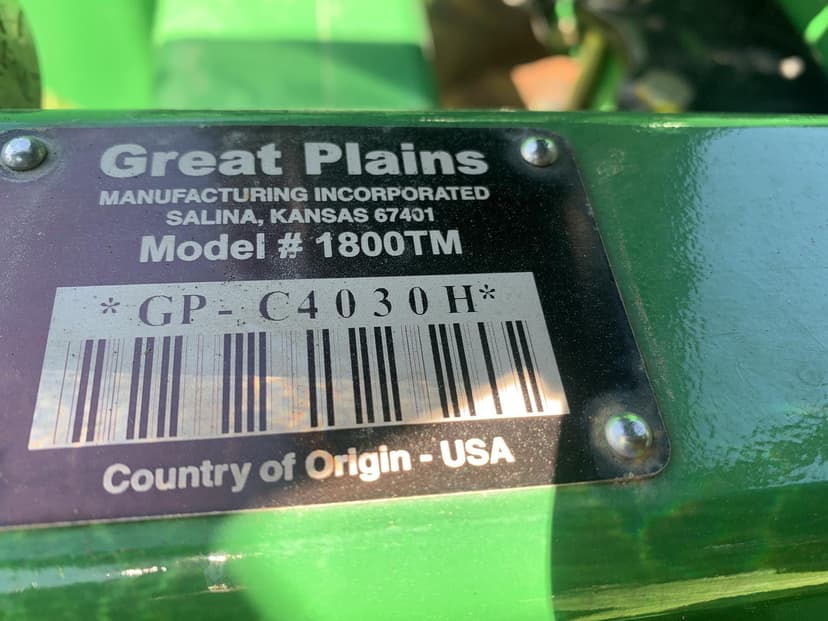 Great Plains
MANUFACTURING INCORPORATED
SALINA, KANSAS 67401
Model # 1800TM
*GP-C4030H*
Country of Origin - USA